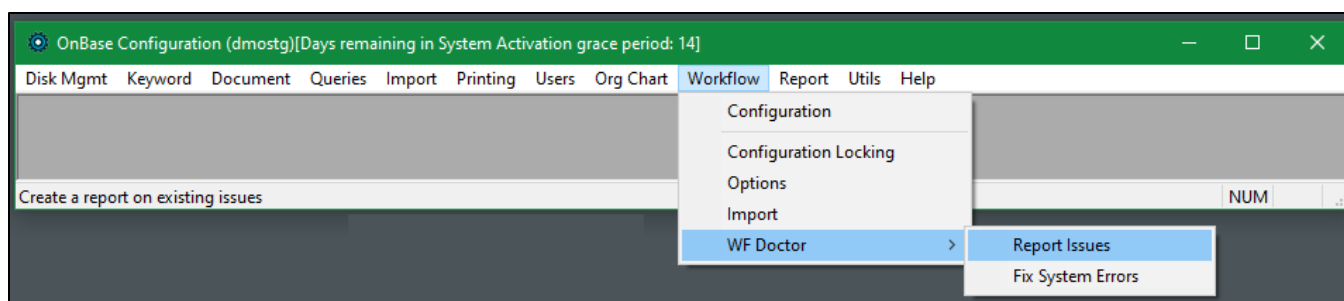 OnBase Configuration (dmostg)[Days remaining in System Activation grace period: 14]
Disk Mgmt Keyword Document Queries Import Printing Users Org Chart Workflow Report Utils Help
Configuration
Configuration Locking
Options
Import
WF Doctor
Report Issues
Fix System Errors
Create a report on existing issues
NUM